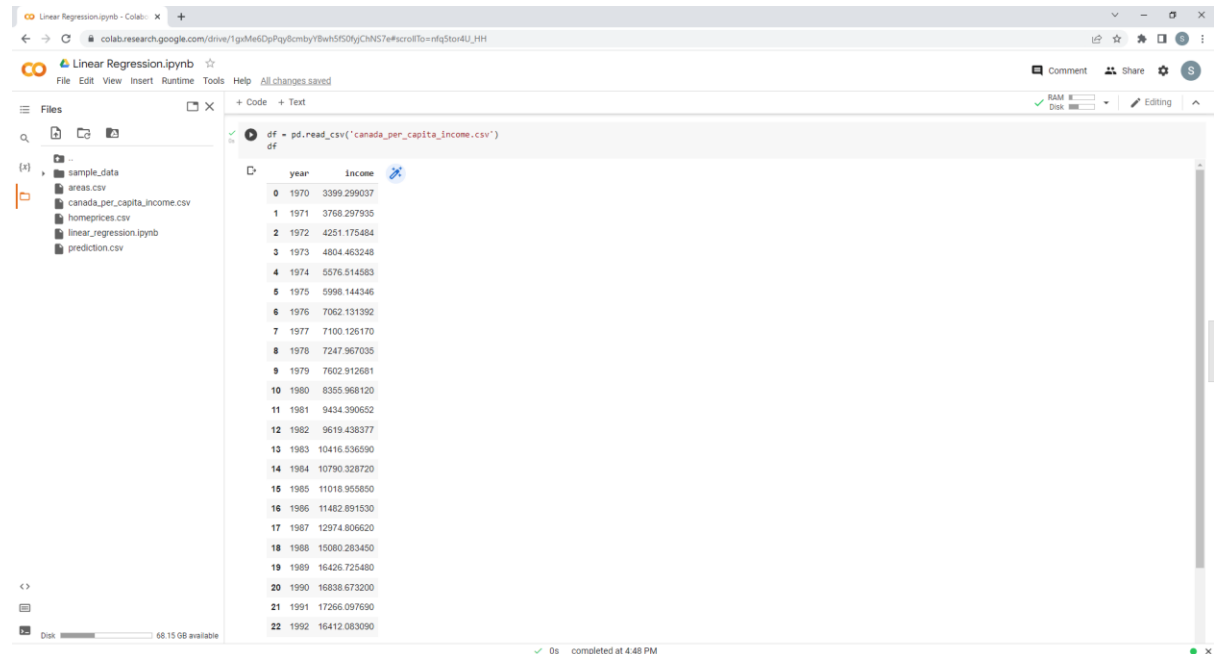 Linear Regression.ipynb - Colabo
colab.research.google.com/drive/1gxMe6DpPqy8cmbyYBwh5fS0fyjChNS7e#scrollTo=nfq5tor4U_HH
Linear Regression.ipynb
Comment Share S
File Edit View Insert Runtime Tools Help All changes saved
Files
+ Code + Text
RAM
Disk
Editing
..
sample_data
areas.csv
canada_per_capita_income.csv
homeprices.csv
linear_regression.ipynb
prediction.csv
{x}
0s
df = pd.read_csv('canada_per_capita_income.csv')
df
year income
0 1970 3399.299037
1 1971 3768.297935
2 1972 4251.175484
3 1973 4804.463248
4 1974 5576.514583
5 1975 5998.144346
6 1976 7062.131392
7 1977 7100.126170
8 1978 7247.967035
9 1979 7602.912681
10 1980 8355.968120
11 1981 9434.390652
12 1982 9619.438377
13 1983 10416.536590
14 1984 10790.328720
15 1985 11018.955850
16 1986 11482.891530
17 1987 12974.806620
18 1988 15080.283450
19 1989 16426.725480
20 1990 16838.673200
21 1991 17266.097690
22 1992 16412.083090
Disk 68.15 GB available
0s completed at 4:48 PM